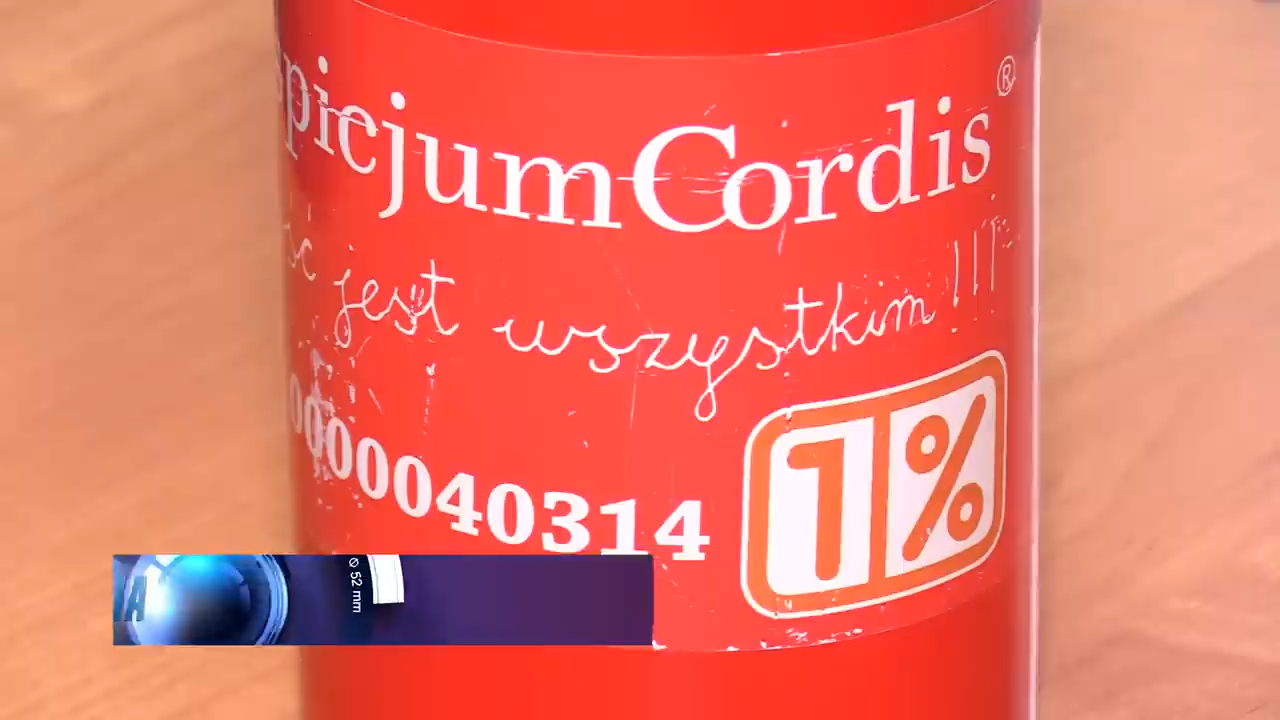 picjumCordis®
jest wszystkim !!!
000040314
1%
Ø 52 mm